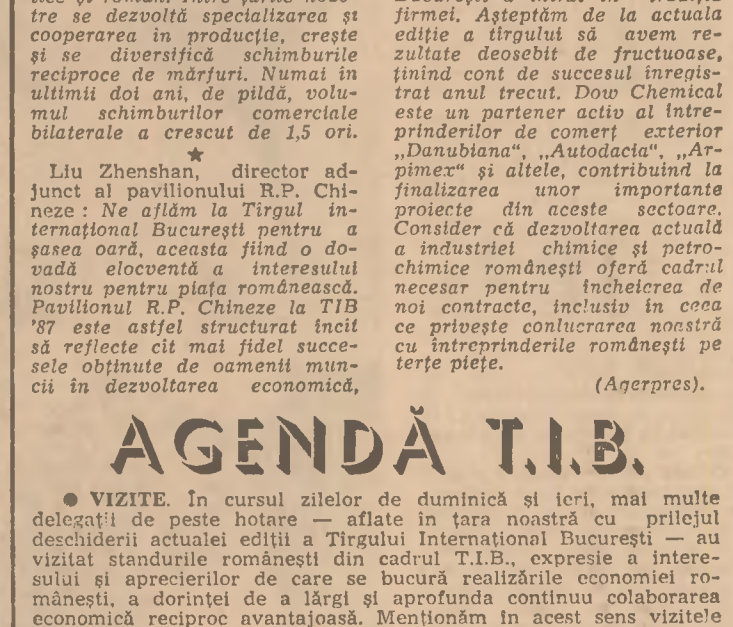 tre se dezvoltă specializarea și
cooperarea în producție, crește
și se diversifică schimburile
reciproce de mărfuri. Numai în
ultimii doi ani, de pildă, volu-
mul schimburilor comerciale
bilaterale a crescut de 1,5 ori.
★
Liu Zhenshan, director ad-
junct al pavilionului R.P. Chi-
neze : Ne aflăm la Tîrgul in-
ternațional București pentru a
șasea oară, aceasta fiind o do-
vadă elocventă a interesului
nostru pentru piața românească.
Pavilionul R.P. Chineze la TIB
'87 este astfel structurat încît
să reflecte cît mai fidel succe-
sele obținute de oamenii mun-
cii în dezvoltarea economică,
firmei. Așteptăm de la actuala
ediție a tîrgului să avem re-
zultate deosebit de fructuoase,
ținînd cont de succesul înregis-
trat anul trecut. Dow Chemical
este un partener activ al între-
prinderilor de comerț exterior
„Danubiana“, „Autodacia“, „Ar-
pimex“ și altele, contribuind la
finalizarea unor importante
proiecte din aceste sectoare.
Consider că dezvoltarea actuală
a industriei chimice și petro-
chimice românești oferă cadrul
necesar pentru încheierea de
noi contracte, inclusiv în ceea
ce privește conlucrarea noastră
cu întreprinderile românești pe
terțe piețe.
(Agerpres).
AGENDĂ T.I.B.
● VIZITE. În cursul zilelor de duminică și ieri, mai multe
delegații de peste hotare — aflate în țara noastră cu prilejul
deschiderii actualei ediții a Tîrgului Internațional București — au
vizitat standurile românești din cadrul T.I.B., expresie a intere-
sului și aprecierilor de care se bucură realizările economiei ro-
mânești, a dorinței de a lărgi și aprofunda continuu colaborarea
economică reciproc avantajoasă. Menționăm în acest sens vizitele